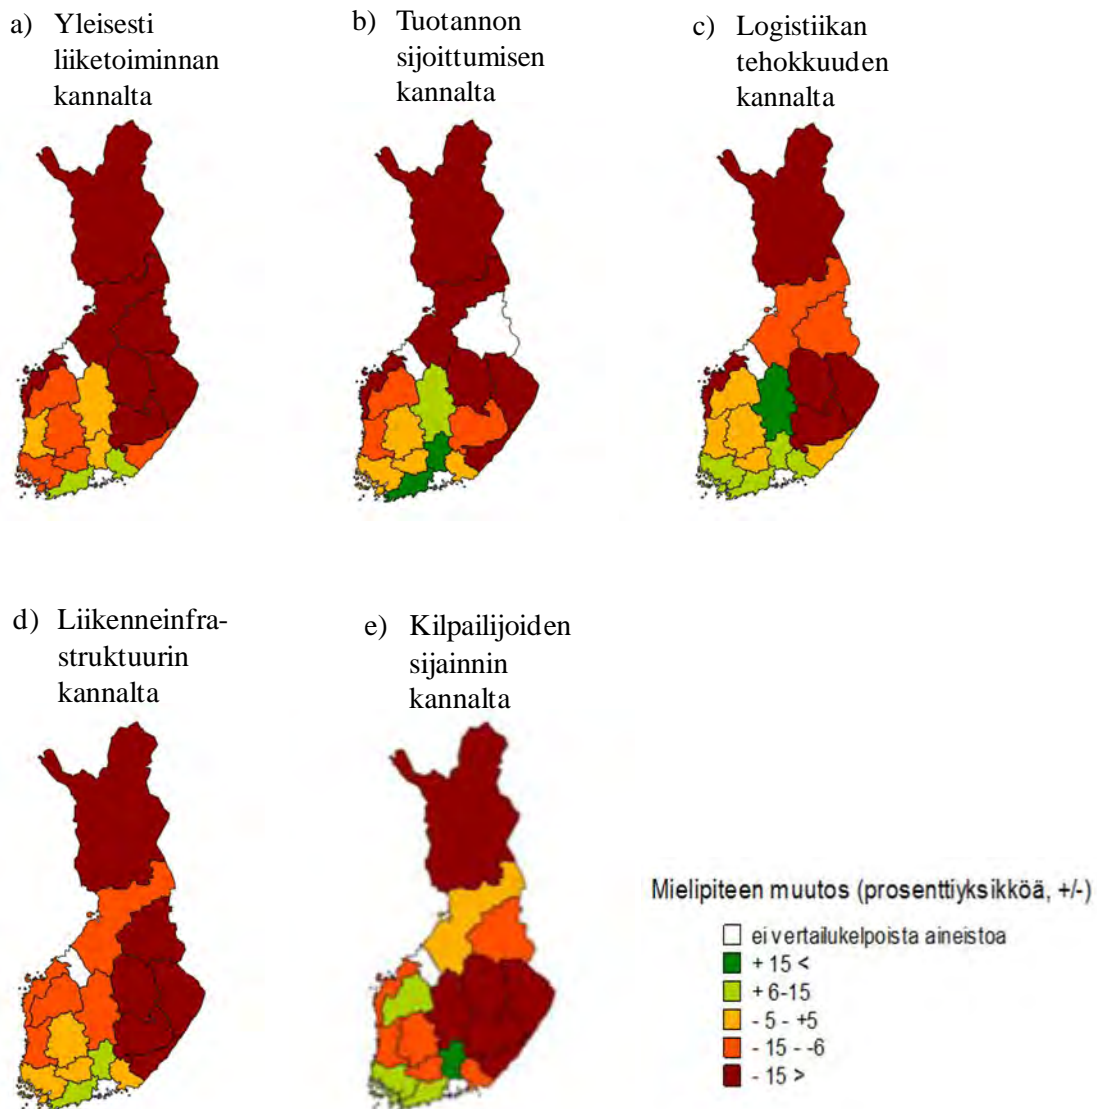 a) Yleisesti
liiketoiminnan
kannalta
b) Tuotannon
sijoittumisen
kannalta
c) Logistiikan
tehokkuuden
kannalta
d) Liikenneinfra-
struktuurin
kannalta
e) Kilpailijoiden
sijainnin
kannalta
Mielipiteen muutos (prosenttiyksikköä, +/-)
ei vertailukelpoista aineistoa
+ 15 <
+ 6-15
- 5 - +5
- 15 - -6
- 15 >